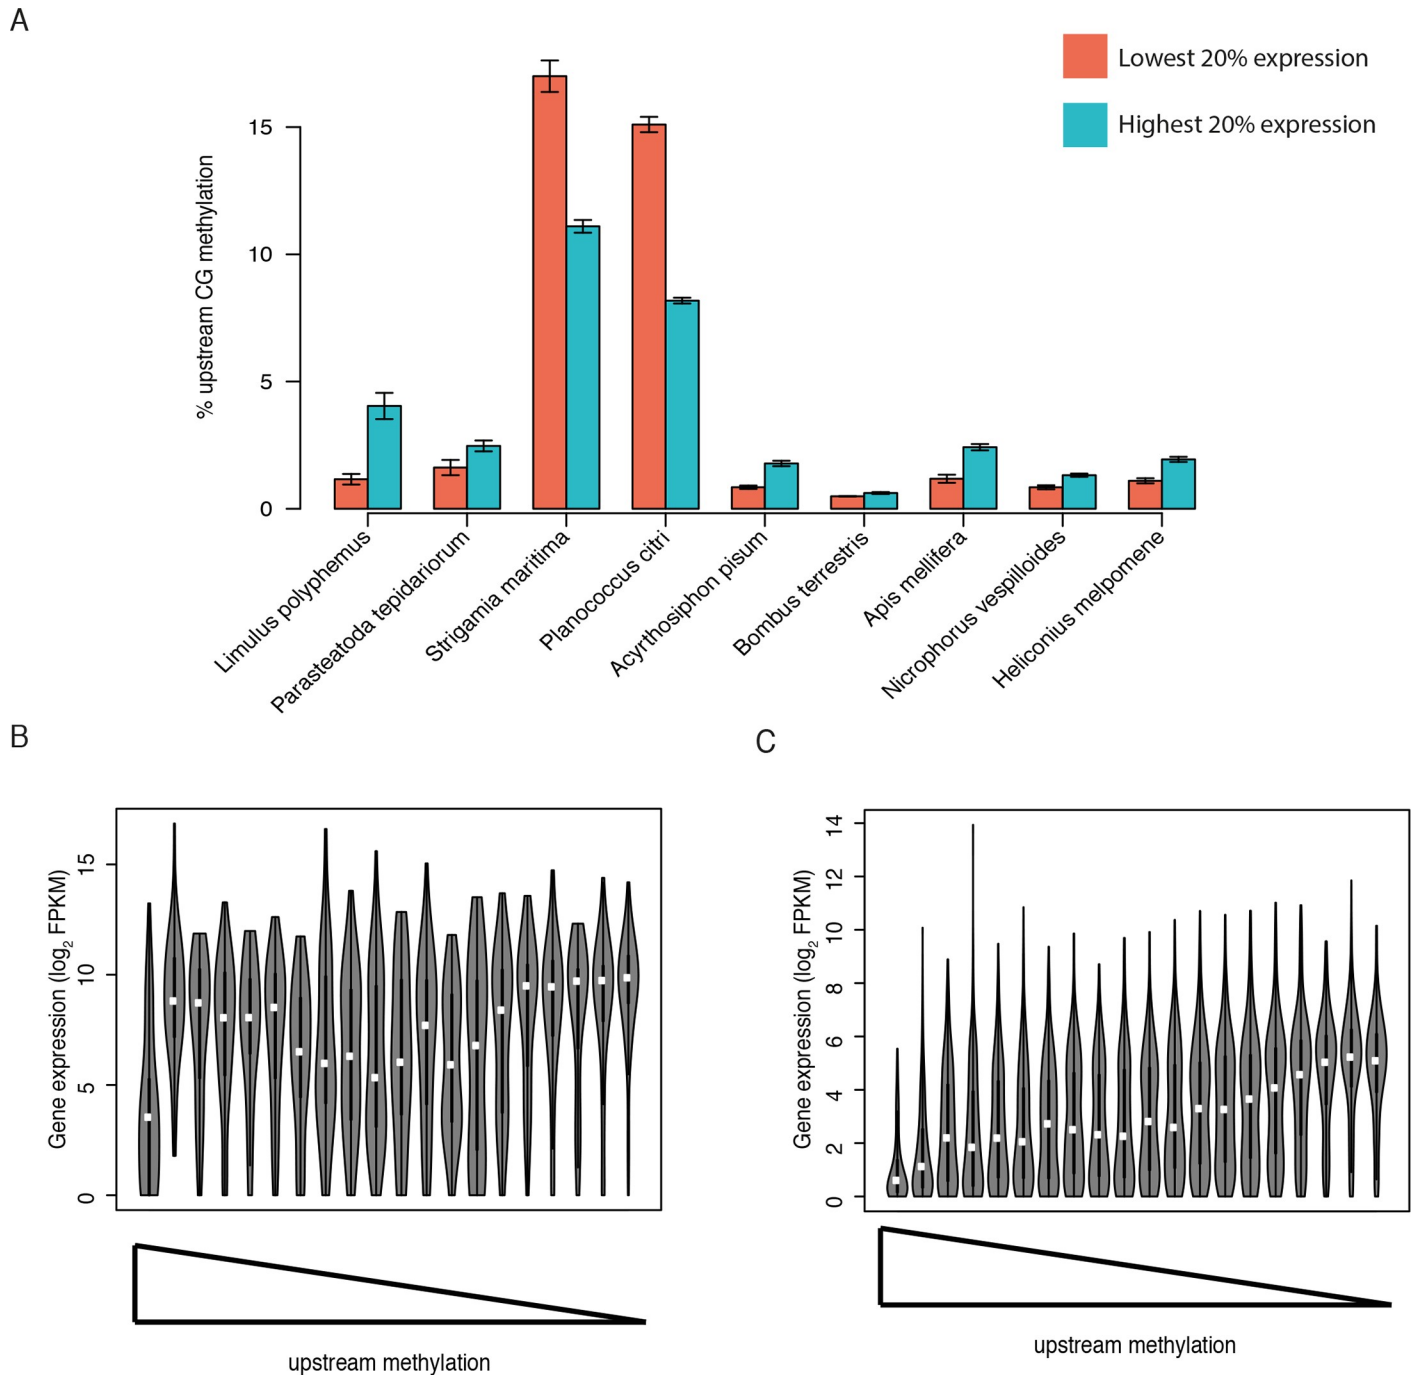 A
Lowest 20% expression
Highest 20% expression
% upstream CG methylation
15
10
5
0
Limulus polyphemus
Parasteatoda tepidariorum
Strigamia maritima
Planococcus citri
Acyrthosiphon pisum
Bombus terrestris
Apis mellifera
Nicrophorus vespilloides
Heliconius melpomene
B
Gene expression (log2 FPKM)
15
10
5
0
upstream methylation
C
Gene expression (log2 FPKM)
14
12
10
8
6
4
2
0
upstream methylation